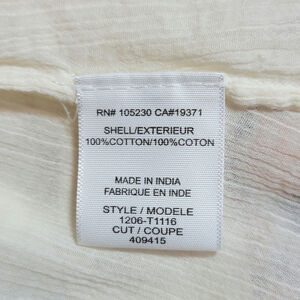 RN# 105230 CA#19371
SHELL/EXTERIEUR
100%COTTON/100%COTON
MADE IN INDIA
FABRIQUE EN INDE
STYLE / MODELE
1206-T1116
CUT / COUPE
409415